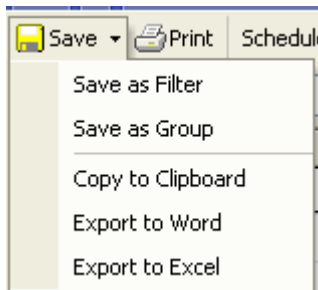 Save Print Schedul
Save as Filter
Save as Group
Copy to Clipboard
Export to Word
Export to Excel